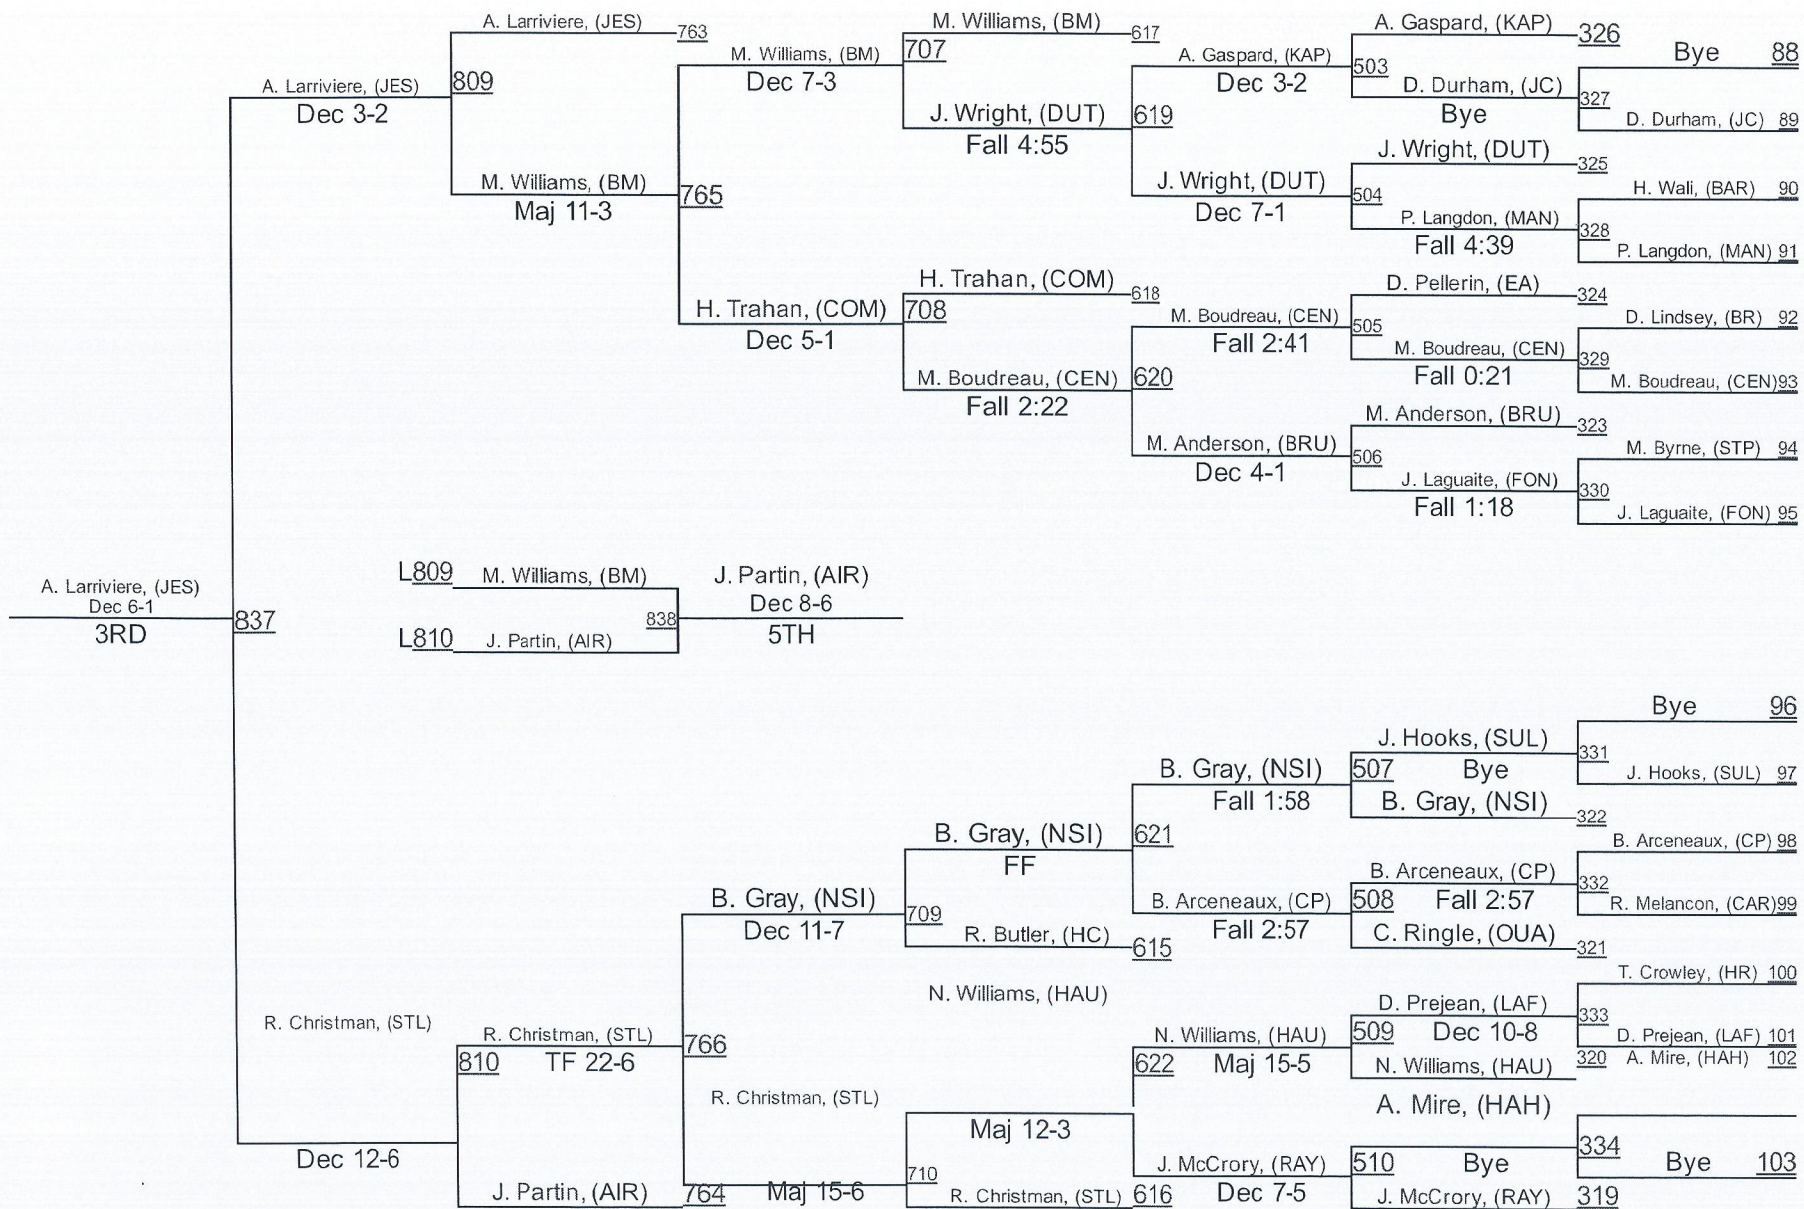 A. Larriviere, (JES) 763
M. Williams, (BM) 617
A. Gaspard, (KAP) 326
Bye 88
M. Williams, (BM) 707
A. Gaspard, (KAP) 503
Dec 7-3
Dec 3-2
A. Larriviere, (JES) 809
D. Durham, (JC) 327
Dec 3-2
J. Wright, (DUT) 619
Bye
D. Durham, (JC) 89
Fall 4:55
J. Wright, (DUT) 325
M. Williams, (BM) 765
J. Wright, (DUT) 504
H. Wali, (BAR) 90
Maj 11-3
Dec 7-1
P. Langdon, (MAN) 328
Fall 4:39
P. Langdon, (MAN) 91
H. Trahan, (COM) 618
D. Pellerin, (EA) 324
H. Trahan, (COM) 708
M. Boudreau, (CEN) 505
D. Lindsey, (BR) 92
Dec 5-1
Fall 2:41
M. Boudreau, (CEN) 329
M. Boudreau, (CEN) 620
Fall 0:21
M. Boudreau, (CEN)93
Fall 2:22
M. Anderson, (BRU) 323
M. Anderson, (BRU) 506
M. Byrne, (STP) 94
Dec 4-1
J. Laguaite, (FON) 330
Fall 1:18
J. Laguaite, (FON) 95
L809 M. Williams, (BM)
J. Partin, (AIR)
A. Larriviere, (JES)
Dec 8-6
Dec 6-1
837
838
3RD
5TH
L810 J. Partin, (AIR)
Bye 96
J. Hooks, (SUL) 331
B. Gray, (NSI) 507 Bye
J. Hooks, (SUL) 97
Fall 1:58
B. Gray, (NSI) 322
B. Gray, (NSI) 621
B. Arceneaux, (CP) 98
FF
B. Arceneaux, (CP) 332
B. Gray, (NSI) 709
B. Arceneaux, (CP) 508 Fall 2:57
R. Melancon, (CAR)99
Dec 11-7
Fall 2:57
R. Butler, (HC) 615
C. Ringle, (OUA) 321
T. Crowley, (HR) 100
N. Williams, (HAU)
D. Prejean, (LAF) 333
R. Christman, (STL)
R. Christman, (STL) 766
N. Williams, (HAU) 509 Dec 10-8
D. Prejean, (LAF) 101
810 TF 22-6
622 Maj 15-5
N. Williams, (HAU) 320
A. Mire, (HAH) 102
R. Christman, (STL)
A. Mire, (HAH)
Maj 12-3
Dec 12-6
J. McCrory, (RAY) 510 Bye 334
Bye 103
710
J. Partin, (AIR) 764
Maj 15-6
R. Christman, (STL) 616
Dec 7-5
J. McCrory, (RAY) 319